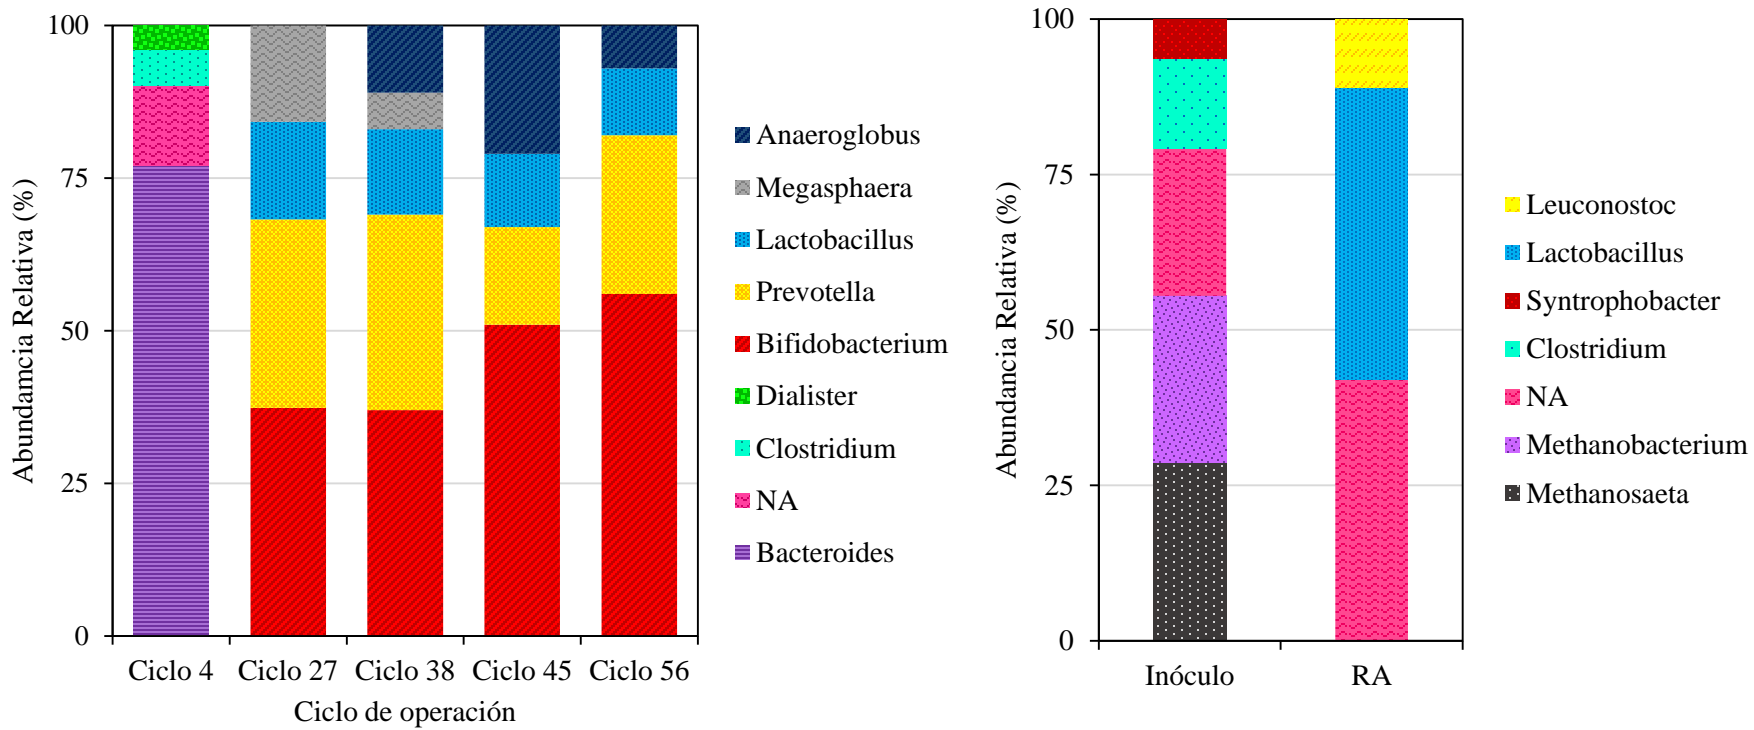 Abundamcia Relativa (%)
100
75
50
25
0
Ciclo 4
Ciclo 27
Ciclo 38
Ciclo 45
Ciclo 56
Ciclo de operación
Anaeroglobus
Megasphaera
Lactobacillus
Prevotella
Bifidobacterium
Dialister
Clostridium
NA
Bacteroides
Abundancia Relativa (%)
100
75
50
25
0
Inóculo
RA
Leuconostoc
Lactobacillus
Syntrophobacter
Clostridium
NA
Methanobacterium
Methanosaeta